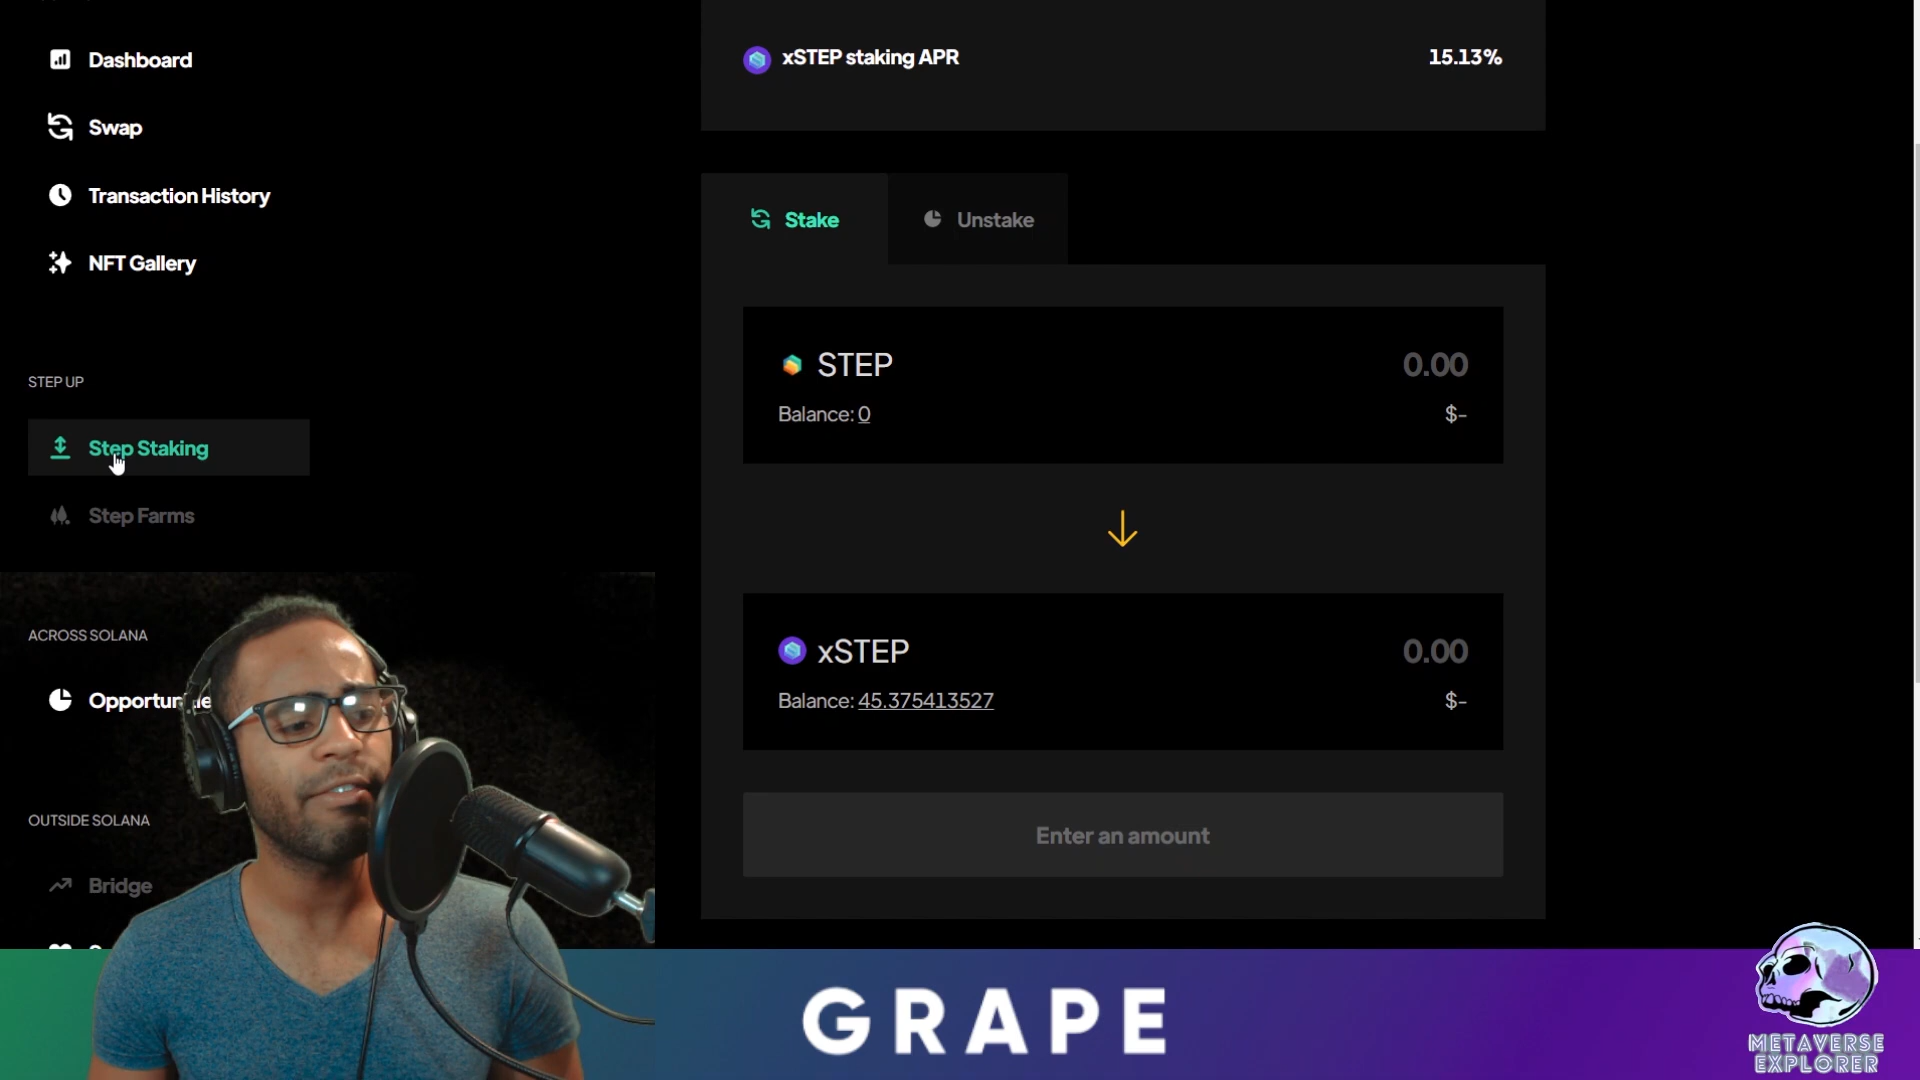 Dashboard
Swap
Transaction History
NFT Gallery
STEP UP
Step Staking
Step Farms
ACROSS SOLANA
OUTSIDE SOLANA
Bridge
xSTEP staking APR
15.13%
Stake
Unstake
STEP
0.00
Balance: 0
$-
xSTEP
0.00
Balance: 45.375413527
$-
Enter an amount
GRAPE
METAVERSE
EXPLORER